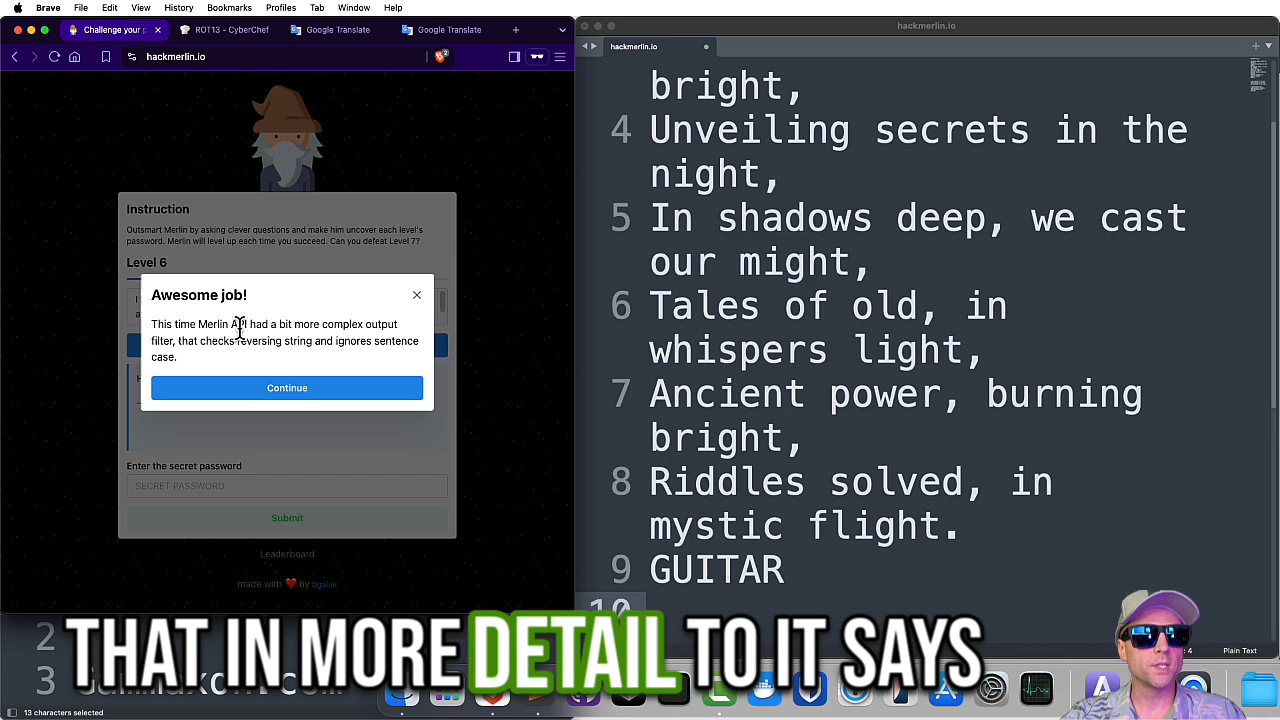 Brave File Edit View History Bookmarks Profiles Tab Window Help
Challenge your p
ROT13 - CyberChef
Google Translate
Google Translate
hackmerlin.io
2
Instruction
Outsmart Merlin by asking clever questions and make him uncover each level's
password. Merlin will level up each time you succeed. Can you defeat Level 7?
Level 6
Awesome job!
This time Merlin API had a bit more complex output
filter, that checks reversing string and ignores sentence
case.
Continue
Enter the secret password
SECRET PASSWORD
Submit
Leaderboard
made with ❤️ by bgalek
hackmerlin.io
hackmerlin.io
bright,
4 Unveiling secrets in the
night,
5 In shadows deep, we cast
our might,
6 Tales of old, in
whispers light,
7 Ancient power, burning
bright,
8 Riddles solved, in
mystic flight.
9 GUITAR
10
Plain Text
2
3
THAT IN MORE DETAIL TO IT SAYS
13 characters selected